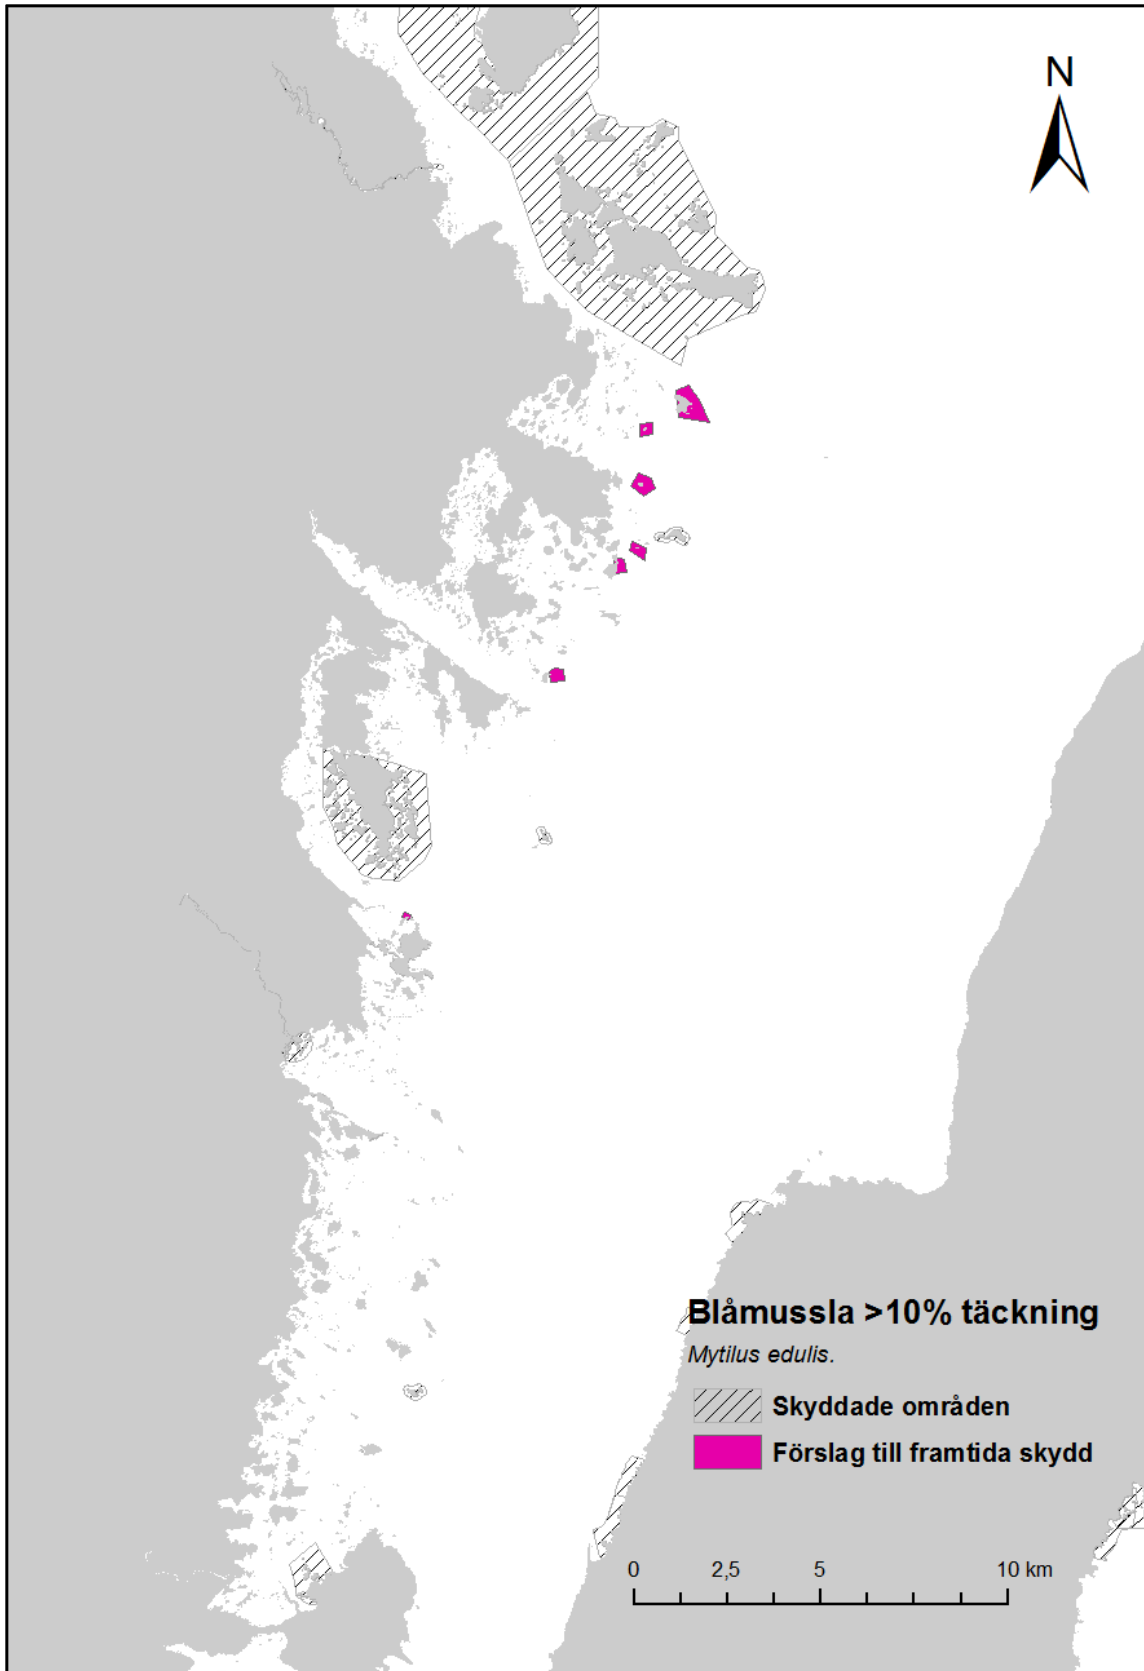 N
Blåmussla >10% täckning
Mytilus edulis.
Skyddade områden
Förslag till framtida skydd
0 2,5 5 10 km